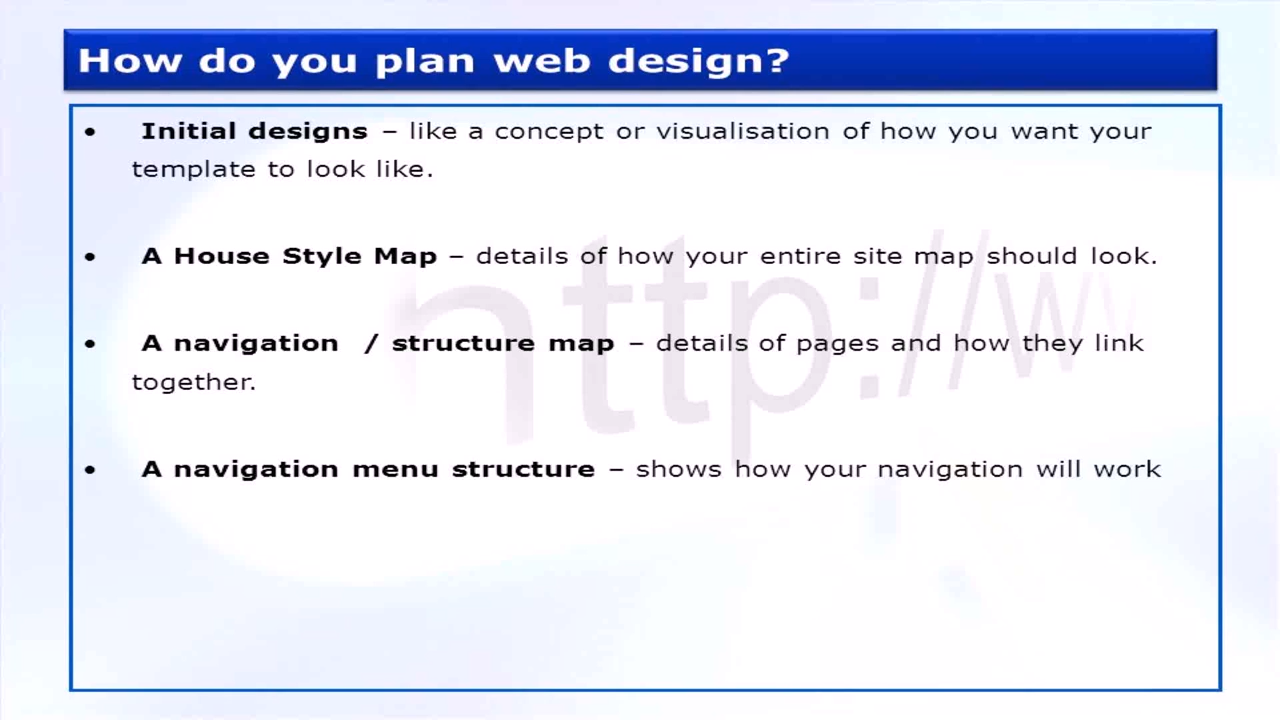 How do you plan web design?
• Initial designs – like a concept or visualisation of how you want your
template to look like.
• A House Style Map – details of how your entire site map should look.
• A navigation / structure map – details of pages and how they link
together.
• A navigation menu structure – shows how your navigation will work
http://w